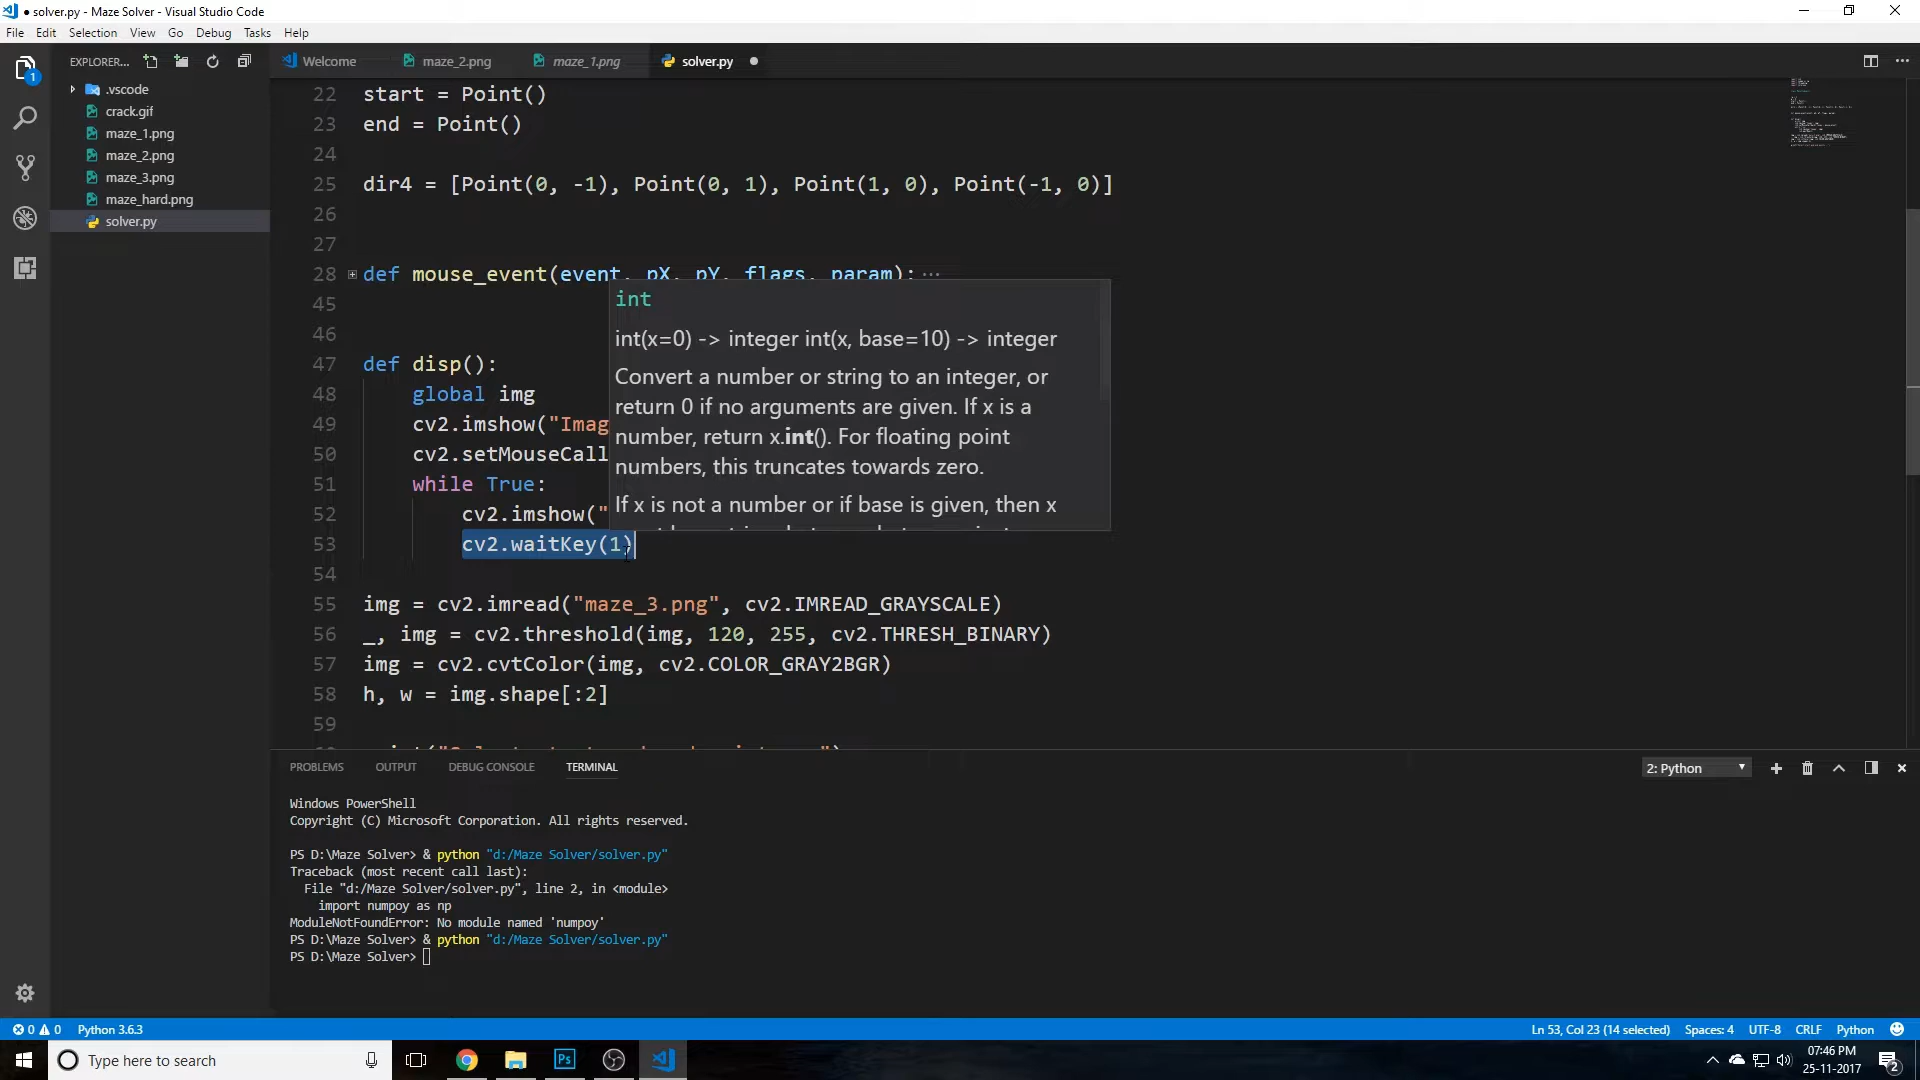 ● solver.py - Maze Solver - Visual Studio Code
File Edit Selection View Go Debug Tasks Help
EXPLORER...
Welcome maze_2.png maze_1.png solver.py ●
1
.vscode
crack.gif
maze_1.png
maze_2.png
maze_3.png
maze_hard.png
solver.py
22 start = Point()
23 end = Point()
24
25 dir4 = [Point(0, -1), Point(0, 1), Point(1, 0), Point(-1, 0)]
26
27
28 def mouse_event(event, pX, pY, flags, param): ...
45
46
47 def disp():
48 global img
49 cv2.imshow("Imag
50 cv2.setMouseCall
51 while True:
52 cv2.imshow("
53 cv2.waitKey(1)
54
55 img = cv2.imread("maze_3.png", cv2.IMREAD_GRAYSCALE)
56 _, img = cv2.threshold(img, 120, 255, cv2.THRESH_BINARY)
57 img = cv2.cvtColor(img, cv2.COLOR_GRAY2BGR)
58 h, w = img.shape[:2]
59
int
int(x=0) -> integer int(x, base=10) -> integer
Convert a number or string to an integer, or
return 0 if no arguments are given. If x is a
number, return x.int(). For floating point
numbers, this truncates towards zero.
If x is not a number or if base is given, then x
PROBLEMS OUTPUT DEBUG CONSOLE TERMINAL 2: Python
Windows PowerShell
Copyright (C) Microsoft Corporation. All rights reserved.
PS D:\Maze Solver> & python "d:/Maze Solver/solver.py"
Traceback (most recent call last):
File "d:/Maze Solver/solver.py", line 2, in <module>
import numpoy as np
ModuleNotFoundError: No module named 'numpoy'
PS D:\Maze Solver> & python "d:/Maze Solver/solver.py"
PS D:\Maze Solver>
0 0 Python 3.6.3 Ln 53, Col 23 (14 selected) Spaces: 4 UTF-8 CRLF Python
Type here to search
Ps
07:46 PM
25-11-2017
2